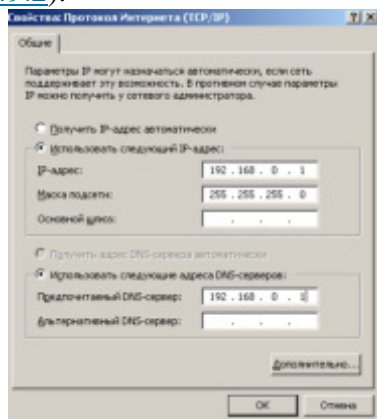 Свойства: Протокол Интернета (TCP/IP)
Общие
Параметры IP могут назначаться автоматически, если сеть
поддерживает эту возможность. В противном случае параметры
IP можно получить у сетевого администратора.
Получить IP-адрес автоматически
Использовать следующий IP-адрес:
IP-адрес: 192 . 168 . 0 . 1
Маска подсети: 255 . 255 . 255 . 0
Основной шлюз: . . .
Получить адрес DNS-сервера автоматически
Использовать следующие адреса DNS-серверов:
Предпочитаемый DNS-сервер: 192 . 168 . 0 . 1
Альтернативный DNS-сервер: . . .
Дополнительно...
OK Отмена